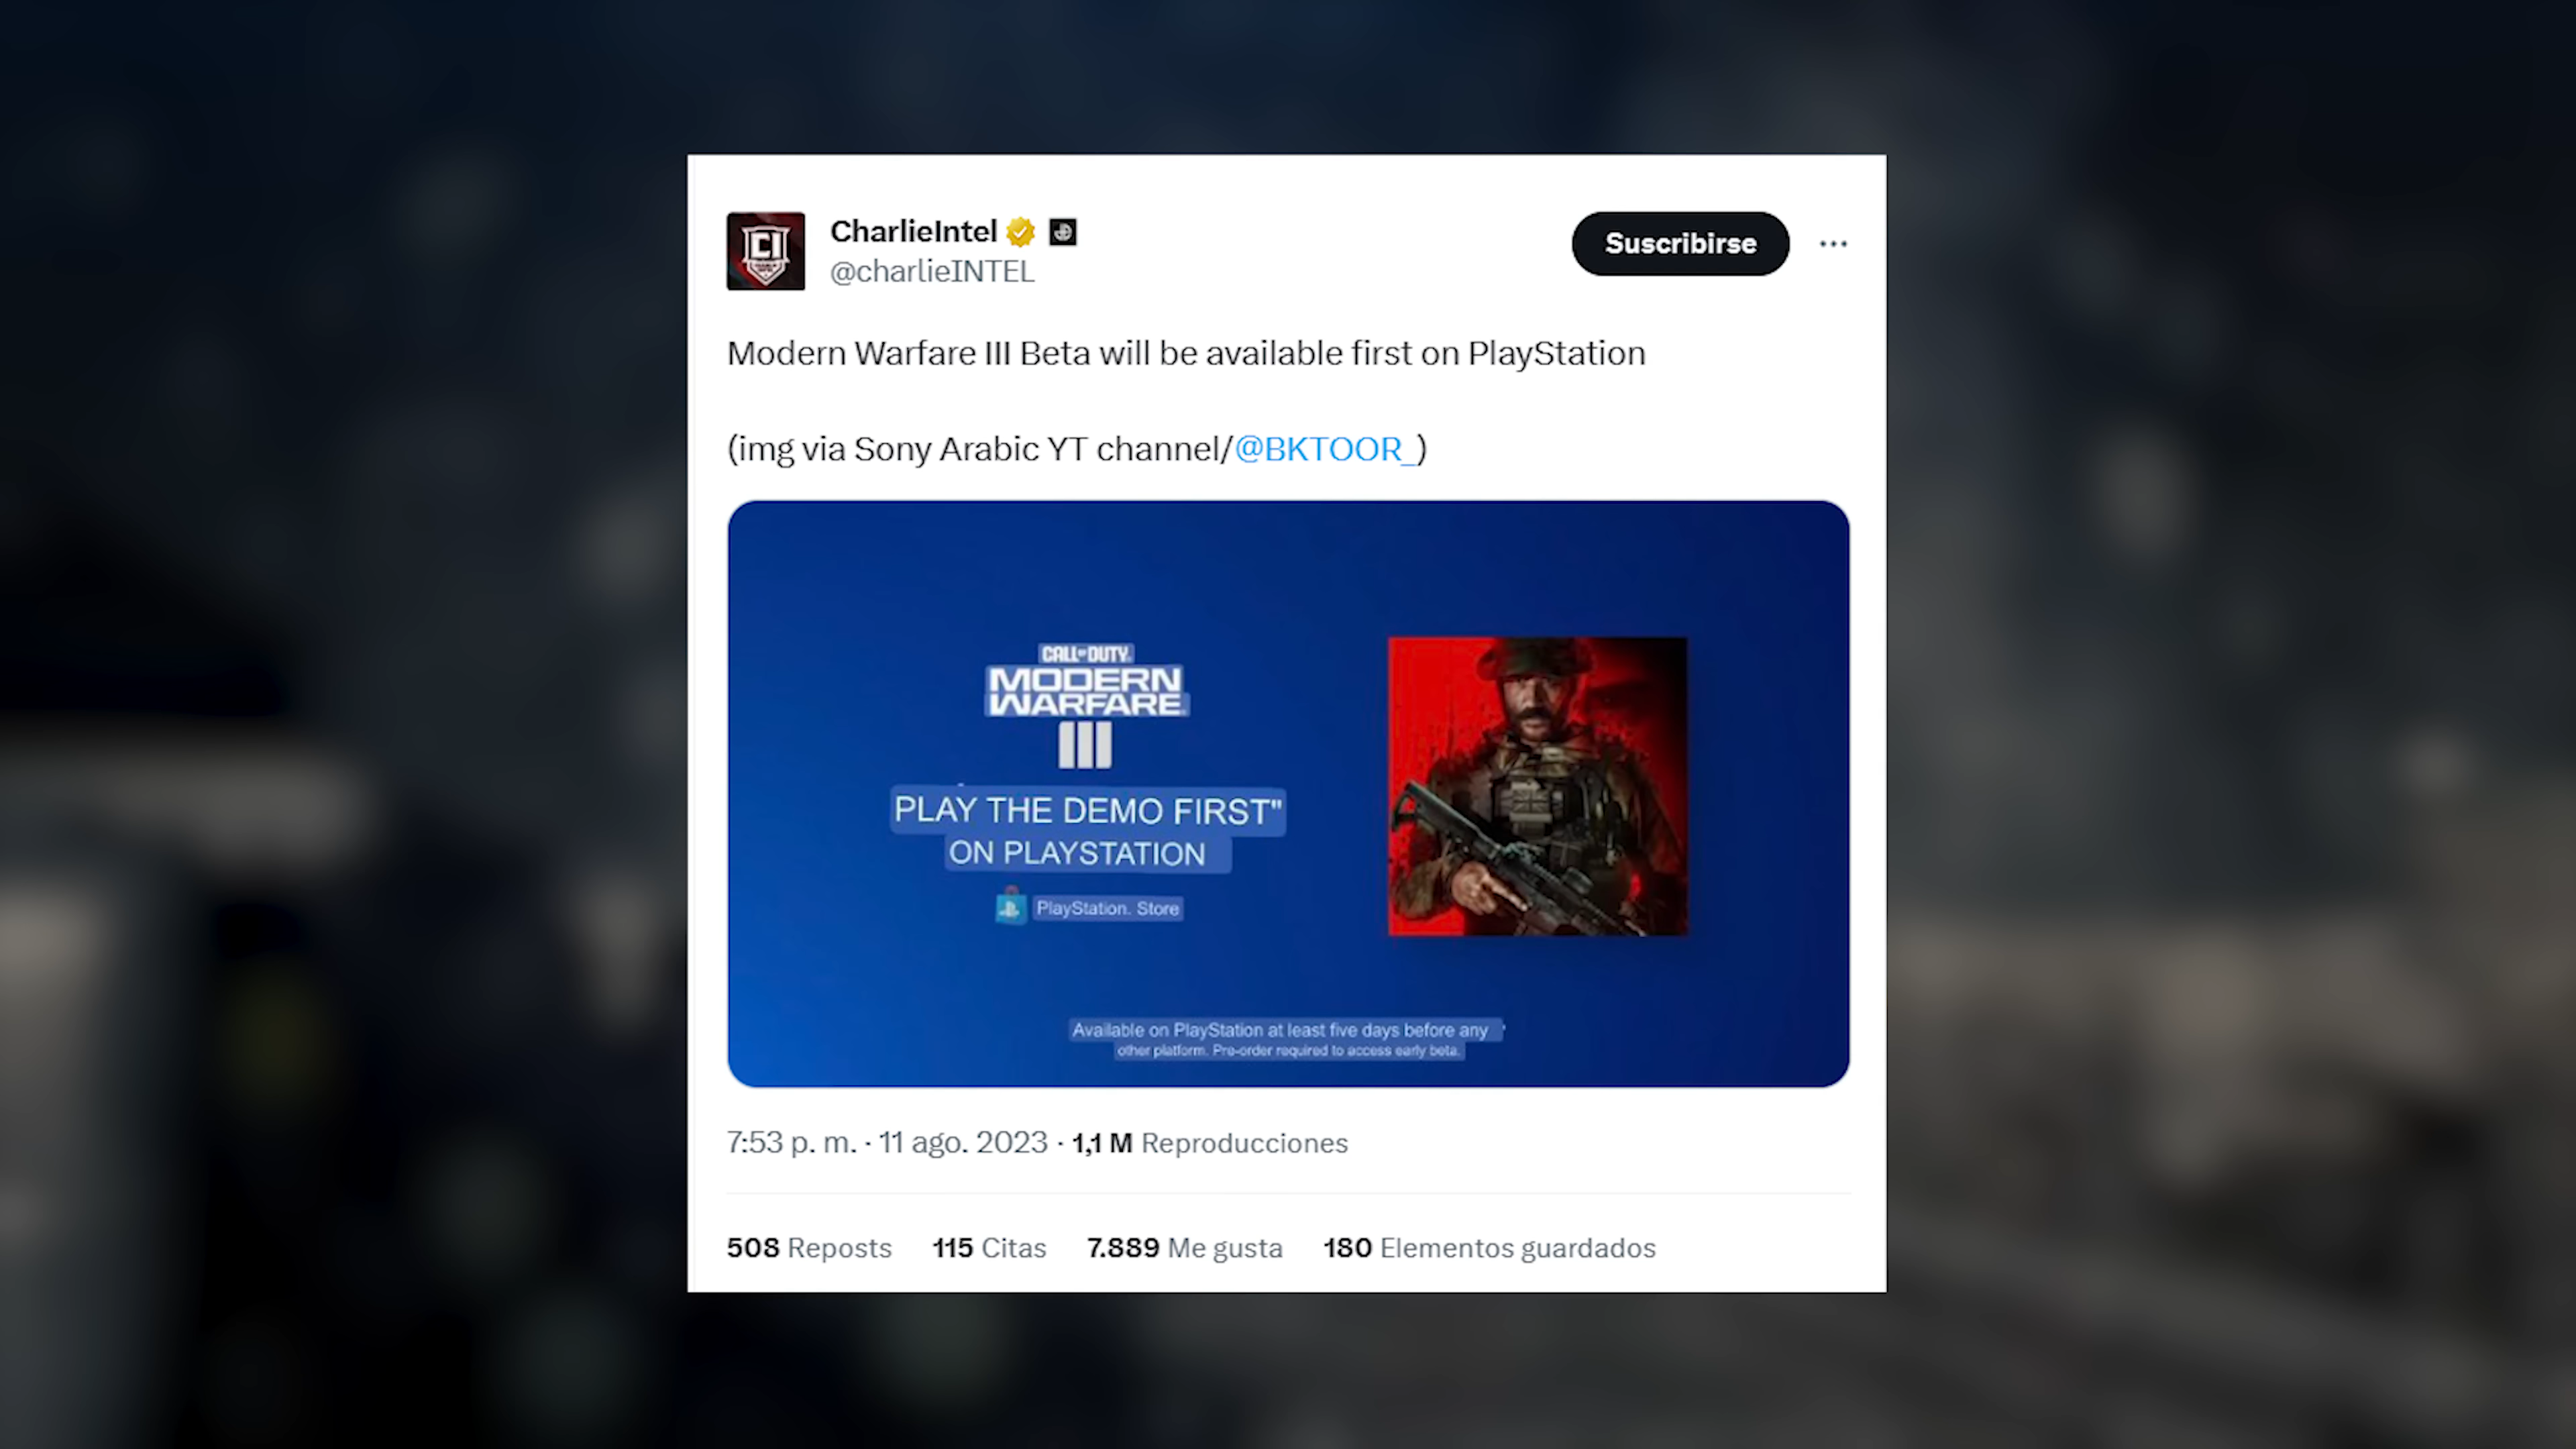 CharlieIntel
@charlieINTEL
Suscribirse
Modern Warfare III Beta will be available first on PlayStation
(img via Sony Arabic YT channel/@BKTOOR_)
CALL OF DUTY
MODERN
WARFARE
III
PLAY THE DEMO FIRST"
ON PLAYSTATION
PlayStation. Store
Available on PlayStation at least five days before any
other platform. Pre-order required to access early beta.
7:53 p. m. · 11 ago. 2023 · 1,1 M Reproducciones
508 Reposts 115 Citas 7.889 Me gusta 180 Elementos guardados